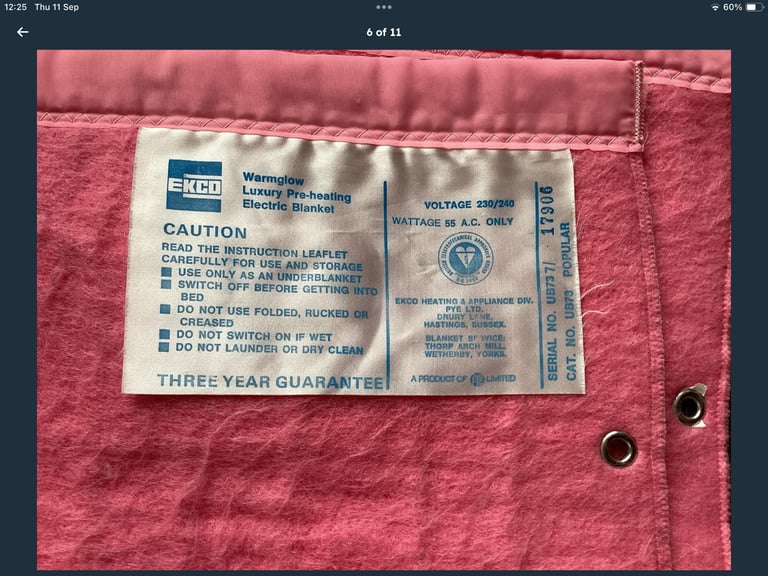 12:25 Thu 11 Sep
60%
6 of 11
EKCO
Warmglow
Luxury Pre-heating
Electric Blanket
CAUTION
READ THE INSTRUCTION LEAFLET
CAREFULLY FOR USE AND STORAGE
USE ONLY AS AN UNDERBLANKET
SWITCH OFF BEFORE GETTING INTO
BED
DO NOT USE FOLDED, RUCKED OR
CREASED
DO NOT SWITCH ON IF WET
DO NOT LAUNDER OR DRY CLEAN
THREE YEAR GUARANTEE
VOLTAGE 230/240
WATTAGE 55 A.C. ONLY
EKCO HEATING & APPLIANCE DIV.
PYE LTD.
DRURY LANE,
HASTINGS, SUSSEX.
BLANKET SERVICE:
THORP ARCH MILL,
WETHERBY, YORKS.
A PRODUCT OF PYE LIMITED
SERIAL NO. UB737/ 17906
CAT. NO. UB73 POPULAR